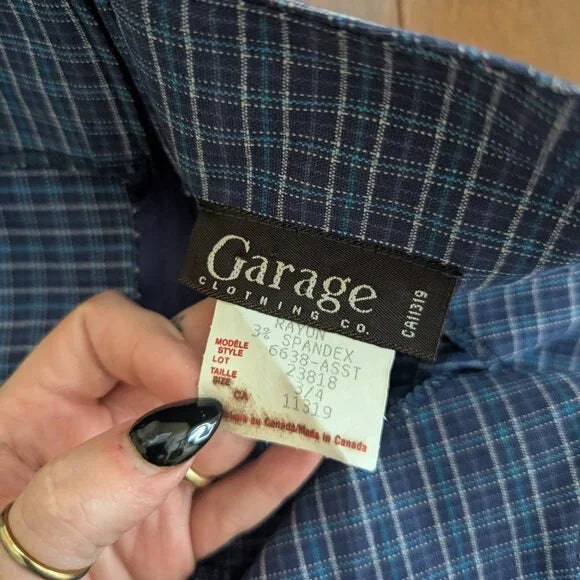 Garage
CLOTHING CO.
CA11319
RAYON
3% SPANDEX
MODÈLE
STYLE 6638-ASST
LOT 23818
TAILLE
SIZE 3/4
CA 11319
au Canada/Made in Canada